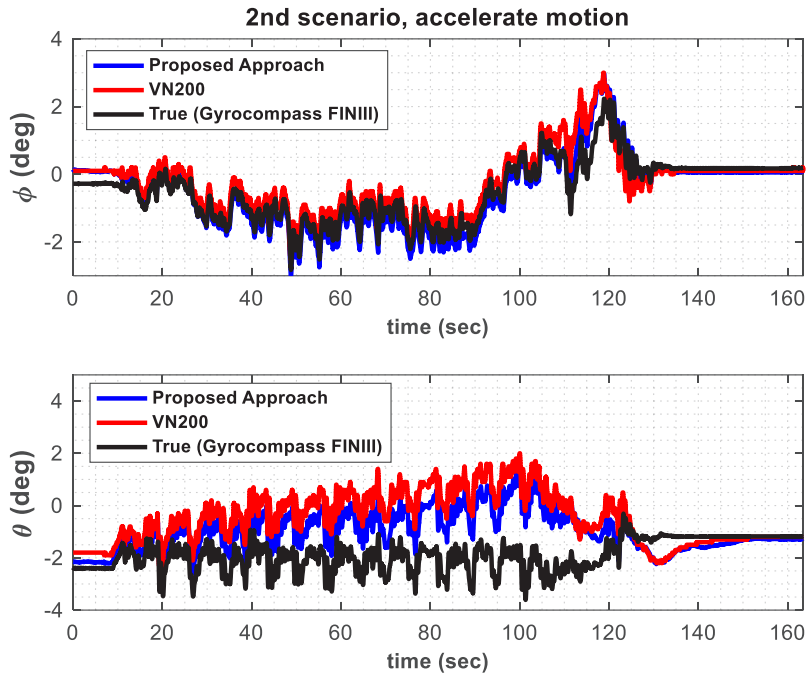 2nd scenario, accelerate motion
4
2
0
-2
ϕ (deg)
Proposed Approach
VN200
True (Gyrocompass FINIII)
0 20 40 60 80 100 120 140 160
time (sec)
4
2
0
-2
-4
θ (deg)
Proposed Approach
VN200
True (Gyrocompass FINIII)
0 20 40 60 80 100 120 140 160
time (sec)